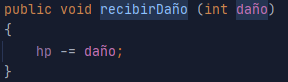 public void recibirDaño (int daño)
{
hp -= daño;
}